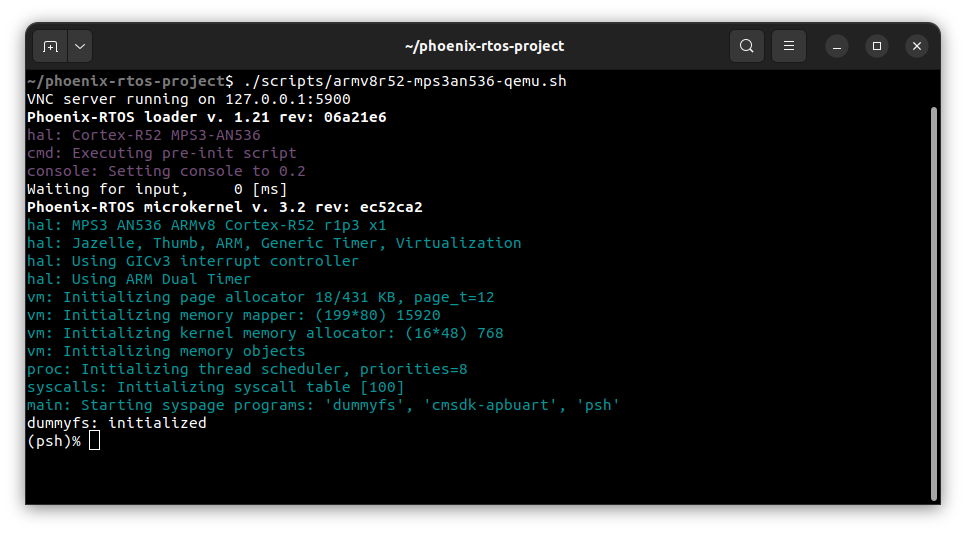 ~/phoenix-rtos-project
~/phoenix-rtos-project$ ./scripts/armv8r52-mps3an536-qemu.sh
VNC server running on 127.0.0.1:5900
Phoenix-RTOS loader v. 1.21 rev: 06a21e6
hal: Cortex-R52 MPS3-AN536
cmd: Executing pre-init script
console: Setting console to 0.2
Waiting for input,     0 [ms]
Phoenix-RTOS microkernel v. 3.2 rev: ec52ca2
hal: MPS3 AN536 ARMv8 Cortex-R52 r1p3 x1
hal: Jazelle, Thumb, ARM, Generic Timer, Virtualization
hal: Using GICv3 interrupt controller
hal: Using ARM Dual Timer
vm: Initializing page allocator 18/431 KB, page_t=12
vm: Initializing memory mapper: (199*80) 15920
vm: Initializing kernel memory allocator: (16*48) 768
vm: Initializing memory objects
proc: Initializing thread scheduler, priorities=8
syscalls: Initializing syscall table [100]
main: Starting syspage programs: 'dummyfs', 'cmsdk-apbuart', 'psh'
dummyfs: initialized
(psh)%